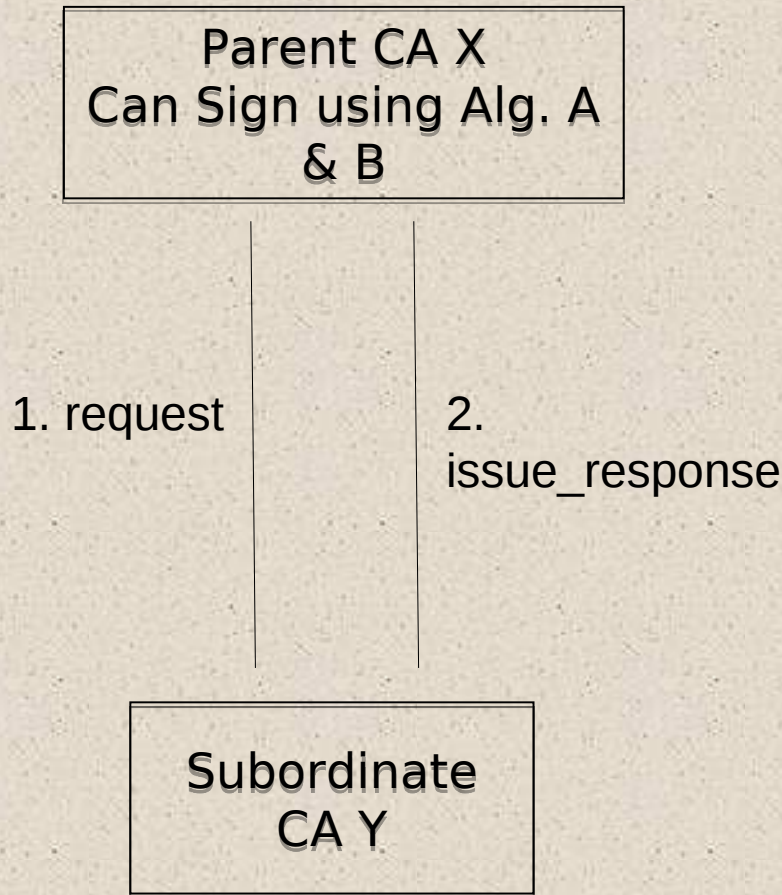 Parent CA X
Can Sign using Alg. A
& B
1. request
2.
issue_response
Subordinate
CA Y